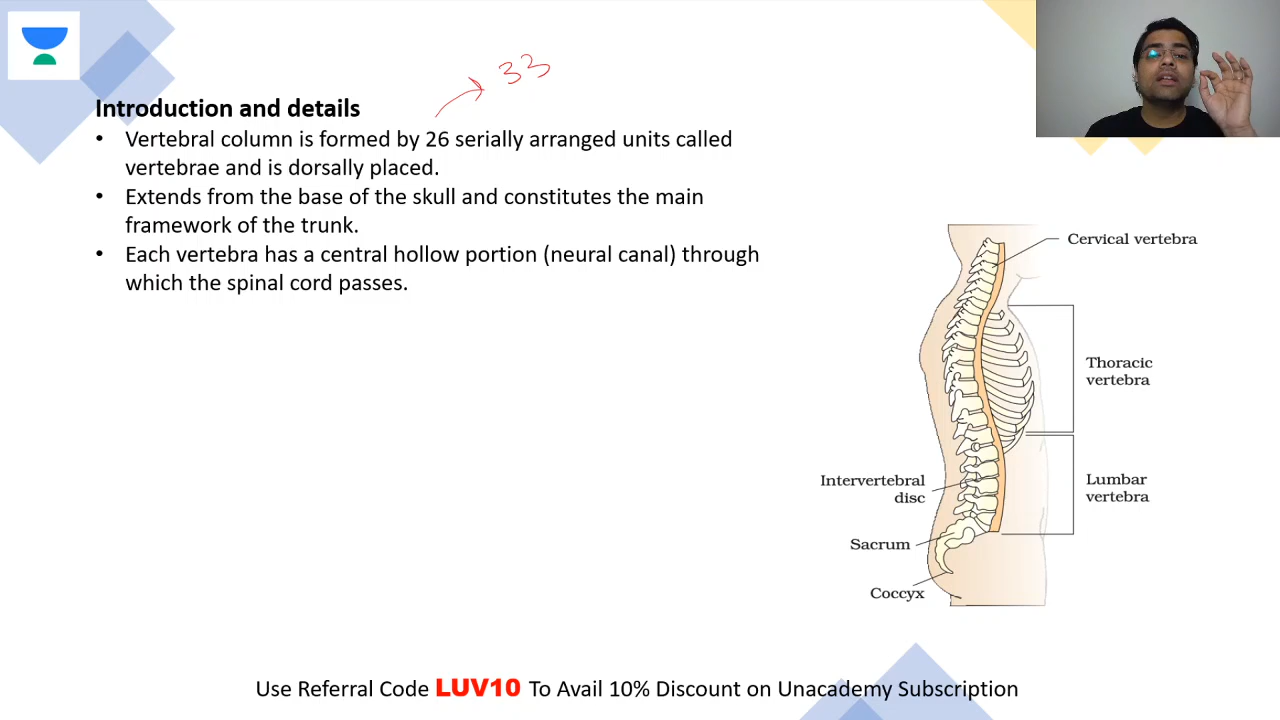 33
Introduction and details
• Vertebral column is formed by 26 serially arranged units called
vertebrae and is dorsally placed.
• Extends from the base of the skull and constitutes the main
framework of the trunk.
• Each vertebra has a central hollow portion (neural canal) through
which the spinal cord passes.
Cervical vertebra
Thoracic
vertebra
Lumbar
vertebra
Intervertebral
disc
Sacrum
Coccyx
Use Referral Code LUV10 To Avail 10% Discount on Unacademy Subscription